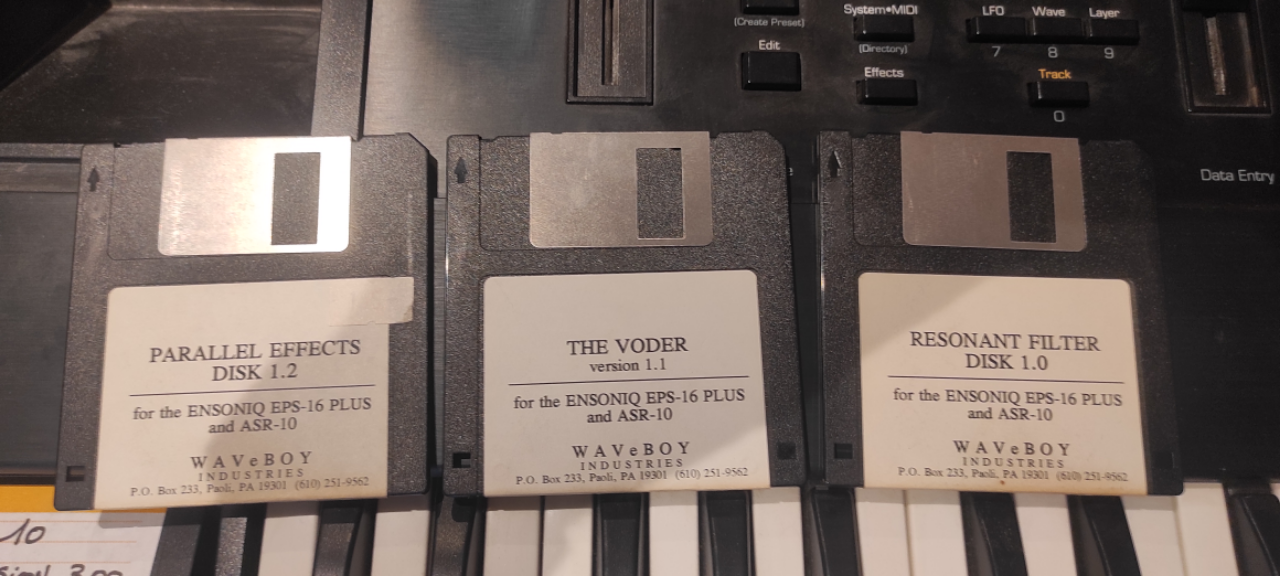 System•MIDI
LFO Wave Layer
(Create Preset)
(Directory)
7 8 9
Edit
Effects
Track
0
Data Entry
PARALLEL EFFECTS
DISK 1.2
for the ENSONIQ EPS-16 PLUS
and ASR-10
WAVeBOY
INDUSTRIES
P.O. Box 233, Paoli, PA 19301 (610) 251-9562
THE VODER
version 1.1
for the ENSONIQ EPS-16 PLUS
and ASR-10
WAVeBOY
INDUSTRIES
P.O. Box 233, Paoli, PA 19301 (610) 251-9562
RESONANT FILTER
DISK 1.0
for the ENSONIQ EPS-16 PLUS
and ASR-10
WAVeBOY
INDUSTRIES
P.O. Box 233, Paoli, PA 19301 (610) 251-9562
10